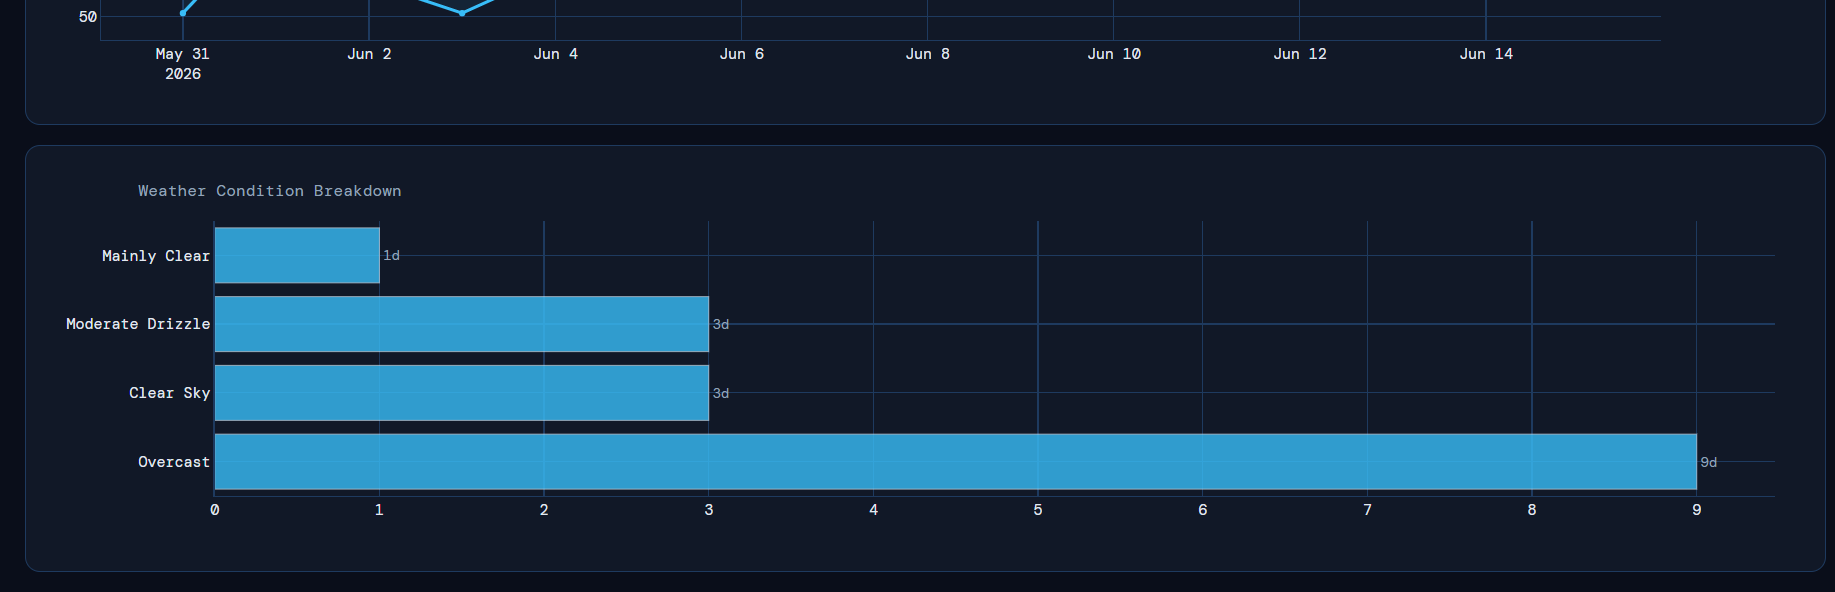 50
May 31 Jun 2 Jun 4 Jun 6 Jun 8 Jun 10 Jun 12 Jun 14
2026
Weather Condition Breakdown
Mainly Clear 1d
Moderate Drizzle 3d
Clear Sky 3d
Overcast 9d
0 1 2 3 4 5 6 7 8 9